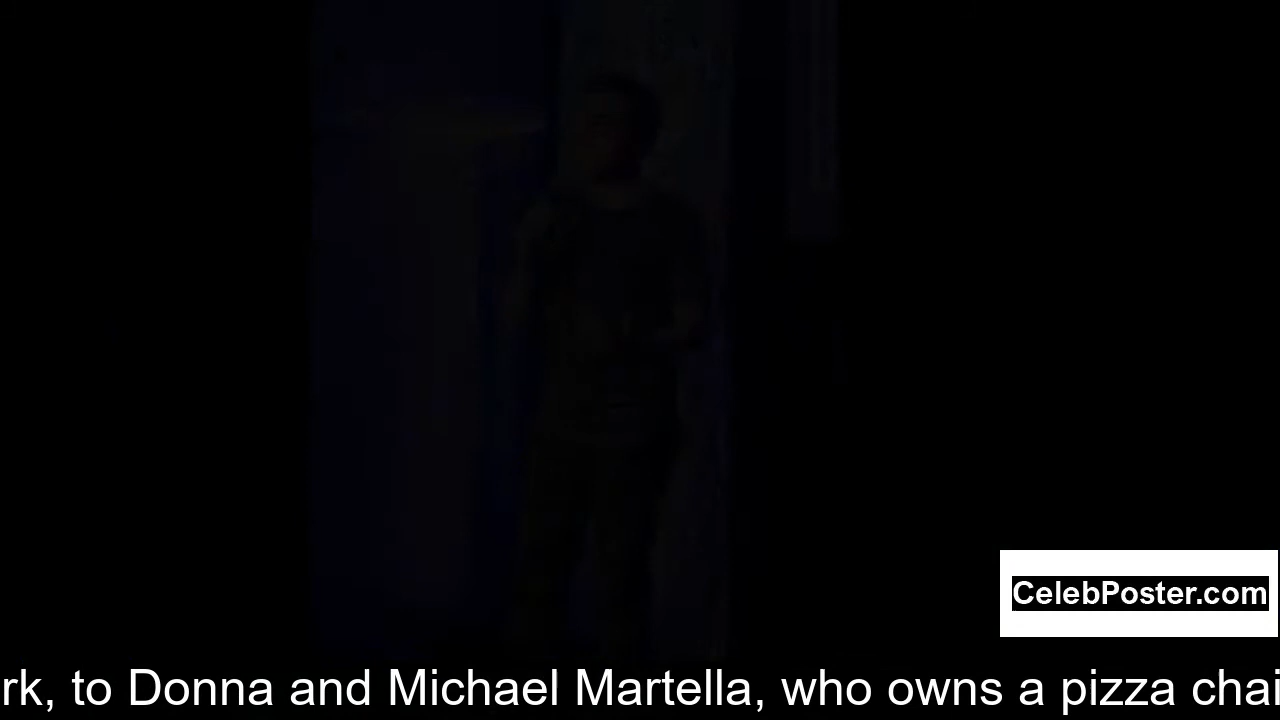 CelebPoster.com
rk, to Donna and Michael Martella, who owns a pizza chai